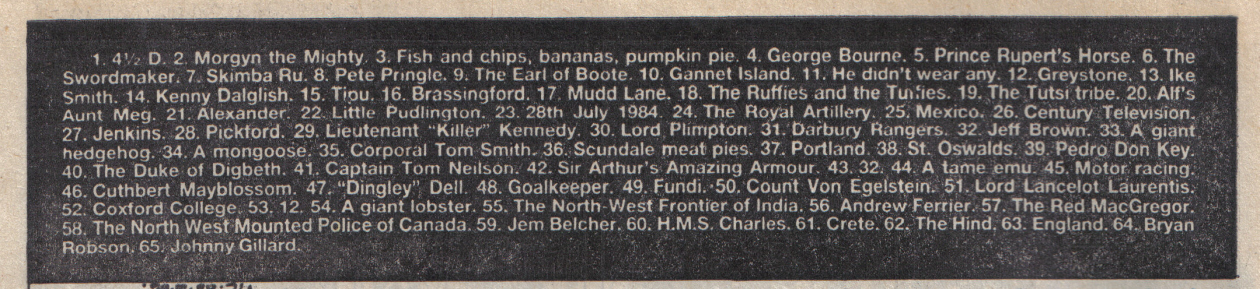 1. 4½ D. 2. Morgyn the Mighty. 3. Fish and chips, bananas, pumpkin pie. 4. George Bourne. 5. Prince Rupert's Horse. 6. The
Swordmaker. 7. Skimba Ru. 8. Pete Pringle. 9. The Earl of Boote. 10. Gannet Island. 11. He didn't wear any. 12. Greystone. 13. Ike
Smith. 14. Kenny Dalglish. 15. Tipu. 16. Brassingford. 17. Mudd Lane. 18. The Ruffies and the Tuffies. 19. The Tutsi tribe. 20. Alf's
Aunt Meg. 21. Alexander. 22. Little Pudlington. 23. 28th July 1984. 24. The Royal Artillery. 25. Mexico. 26. Century Television.
27. Jenkins. 28. Pickford. 29. Lieutenant "Killer" Kennedy. 30. Lord Plimpton. 31. Darbury Rangers. 32. Jeff Brown. 33. A giant
hedgehog. 34. A mongoose. 35. Corporal Tom Smith. 36. Scundale meat pies. 37. Portland. 38. St. Oswalds. 39. Pedro Don Key.
40. The Duke of Digbeth. 41. Captain Tom Neilson. 42. Sir Arthur's Amazing Armour. 43. 32. 44. A tame emu. 45. Motor racing.
46. Cuthbert Mayblossom. 47. "Dingley" Dell. 48. Goalkeeper. 49. Fundi. 50. Count Von Egelstein. 51. Lord Lancelot Laurentis.
52. Coxford College. 53. 12. 54. A giant lobster. 55. The North-West Frontier of India. 56. Andrew Ferrier. 57. The Red MacGregor.
58. The North West Mounted Police of Canada. 59. Jem Belcher. 60. H.M.S. Charles. 61. Crete. 62. The Hind. 63. England. 64. Bryan
Robson. 65. Johnny Gillard.